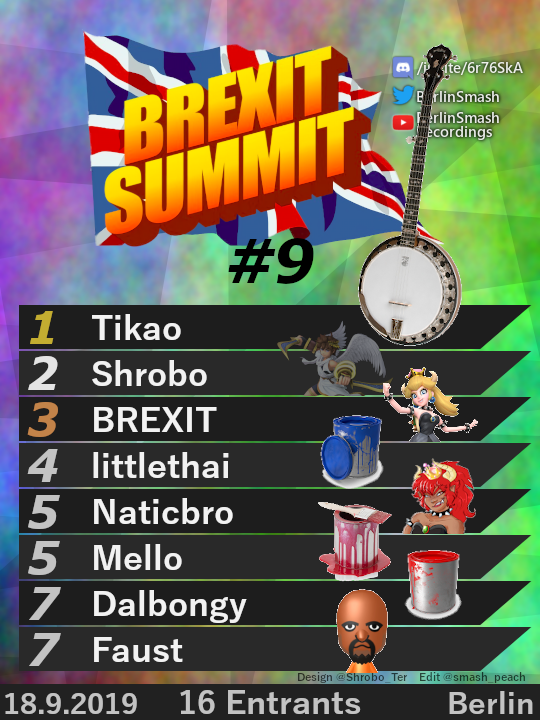 BREXIT
SUMMIT
#9
BerlinSmash
BerlinSmash
Recordings
1 Tikao
2 Shrobo
3 BREXIT
4 littlethai
5 Naticbro
5 Mello
7 Dalbongy
7 Faust
Design @Shrobo_Ter Edit @smash_peach
18.9.2019 16 Entrants Berlin